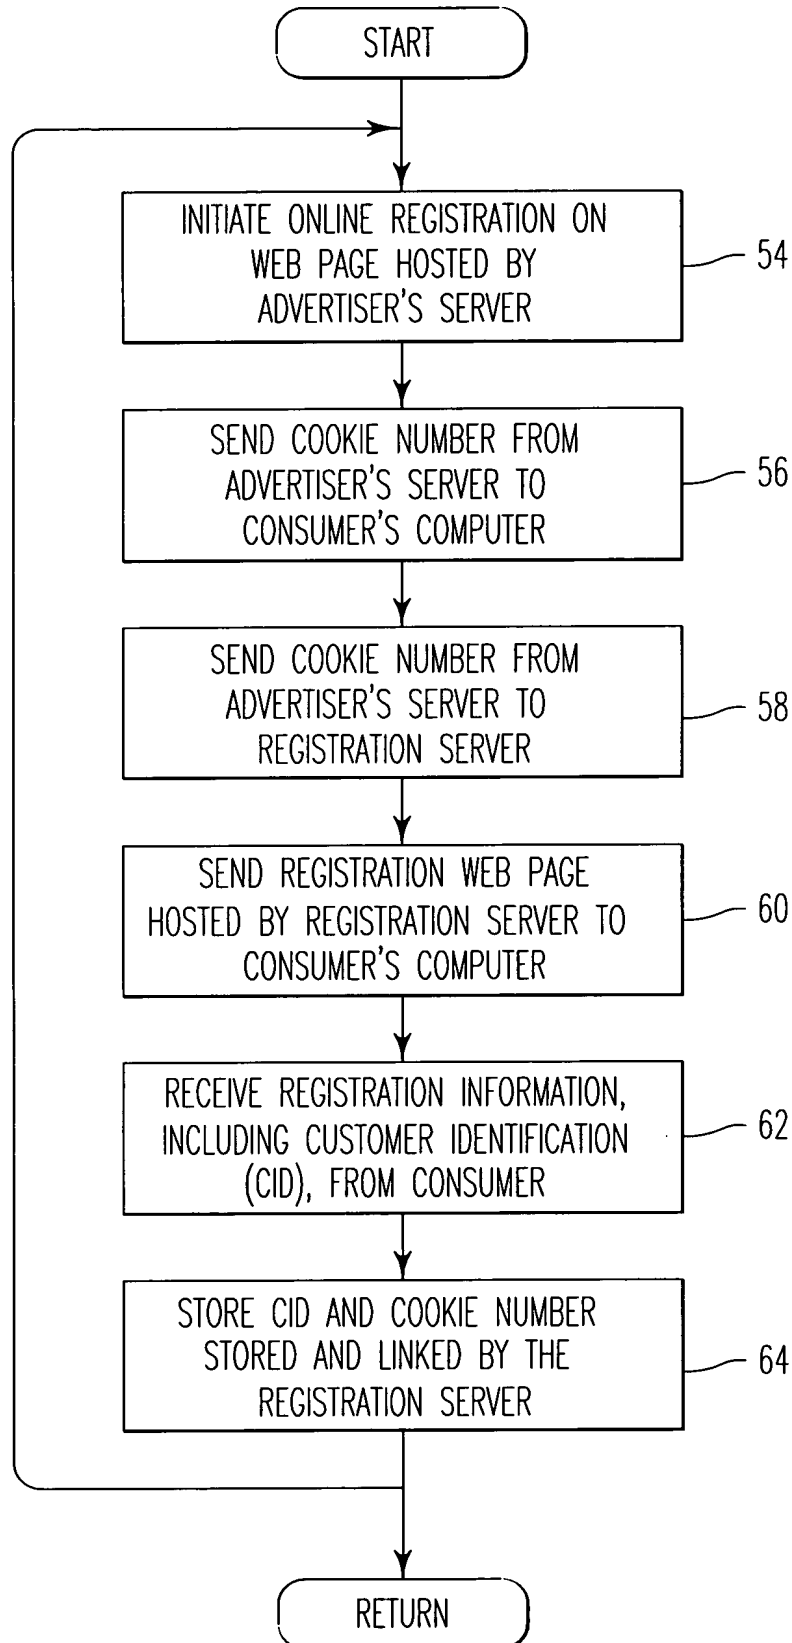 START
INITIATE ONLINE REGISTRATION ON
WEB PAGE HOSTED BY
ADVERTISER'S SERVER
54
SEND COOKIE NUMBER FROM
ADVERTISER'S SERVER TO
CONSUMER'S COMPUTER
56
SEND COOKIE NUMBER FROM
ADVERTISER'S SERVER TO
REGISTRATION SERVER
58
SEND REGISTRATION WEB PAGE
HOSTED BY REGISTRATION SERVER TO
CONSUMER'S COMPUTER
60
RECEIVE REGISTRATION INFORMATION,
INCLUDING CUSTOMER IDENTIFICATION
(CID), FROM CONSUMER
62
STORE CID AND COOKIE NUMBER
STORED AND LINKED BY THE
REGISTRATION SERVER
64
RETURN